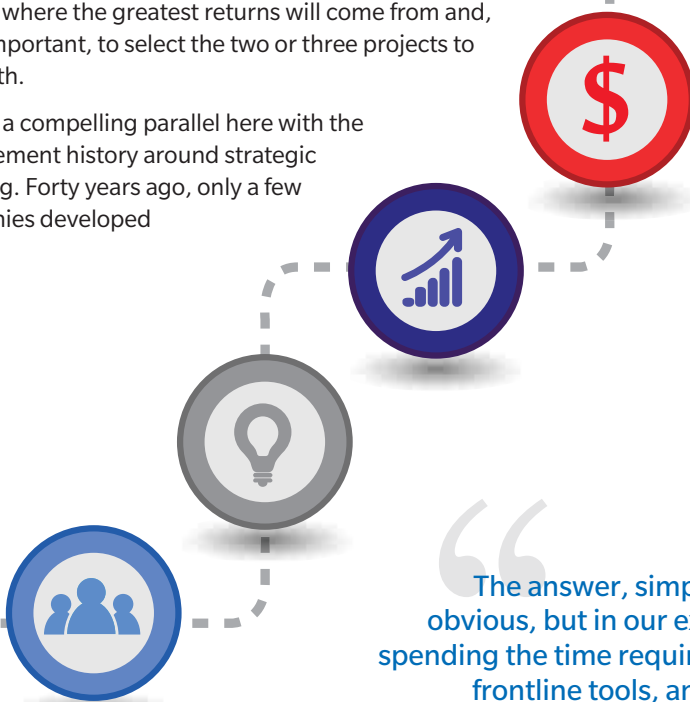 where the greatest returns will come from and,
mportant, to select the two or three projects to
th.
a compelling parallel here with the
ement history around strategic
g. Forty years ago, only a few
nies developed
$
“
The answer, simp
obvious, but in our ex
spending the time requir
frontline tools, an